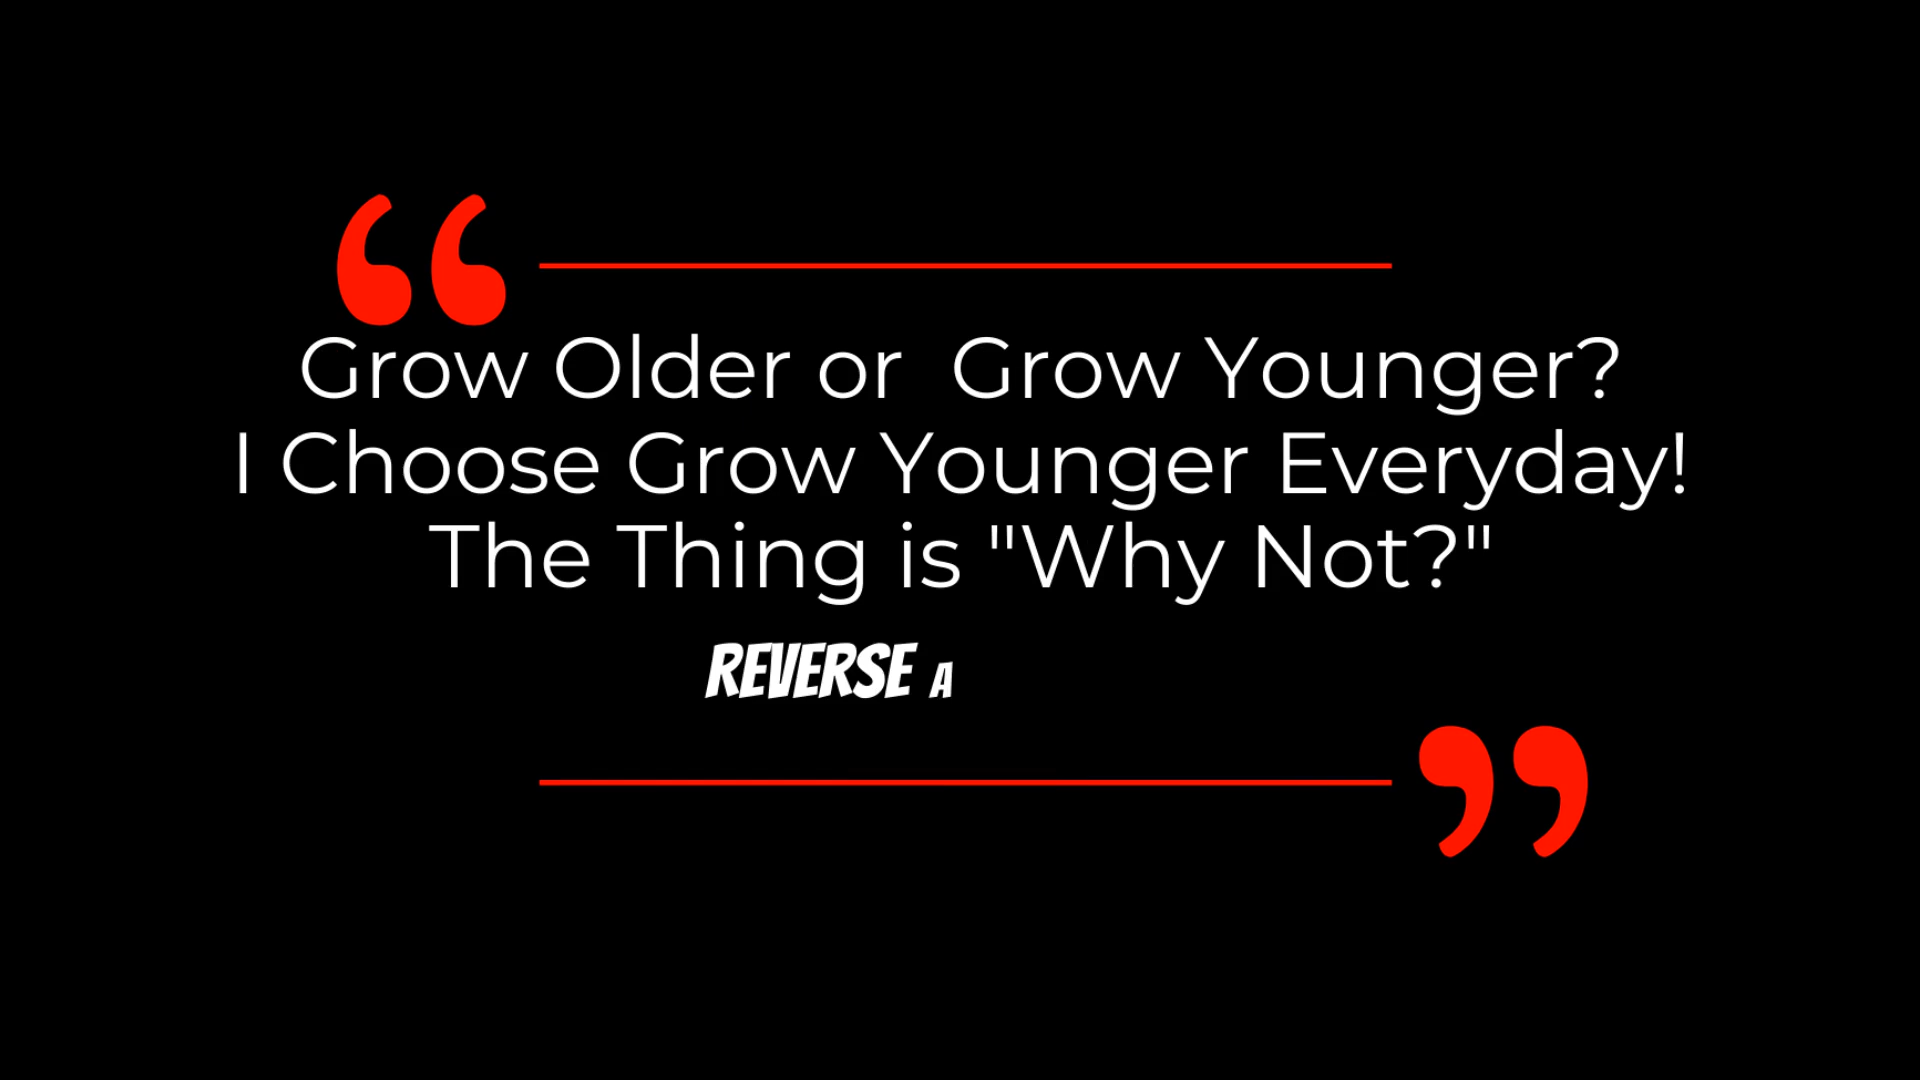 “
Grow Older or  Grow Younger?
I Choose Grow Younger Everyday!
The Thing is "Why Not?"
REVERSE A
”